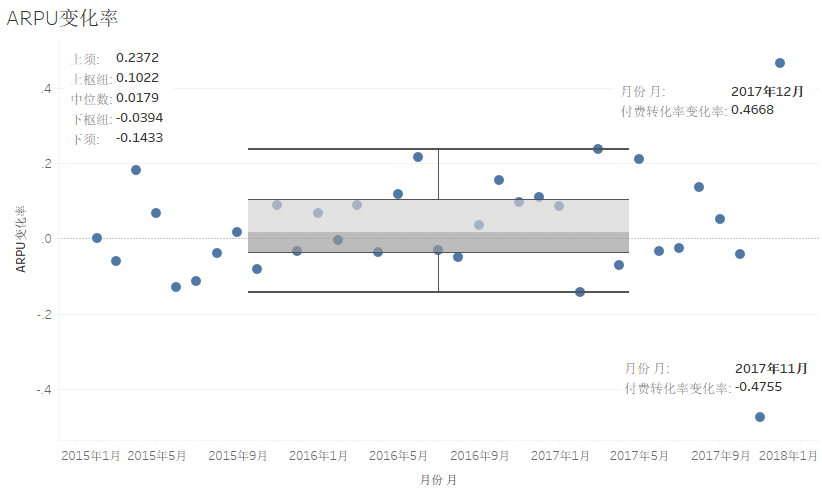 ARPU变化率
上须: 0.2372
上枢纽: 0.1022
中位数: 0.0179
下枢纽: -0.0394
下须: -0.1433
月份 月: 2017年12月
付费转化率变化率: 0.4668
月份 月: 2017年11月
付费转化率变化率: -0.4755
.4
.2
.0
-.2
-.4
ARPU变化率
2015年1月 2015年5月 2015年9月 2016年1月 2016年5月 2016年9月 2017年1月 2017年5月 2017年9月 2018年1月
月份 月